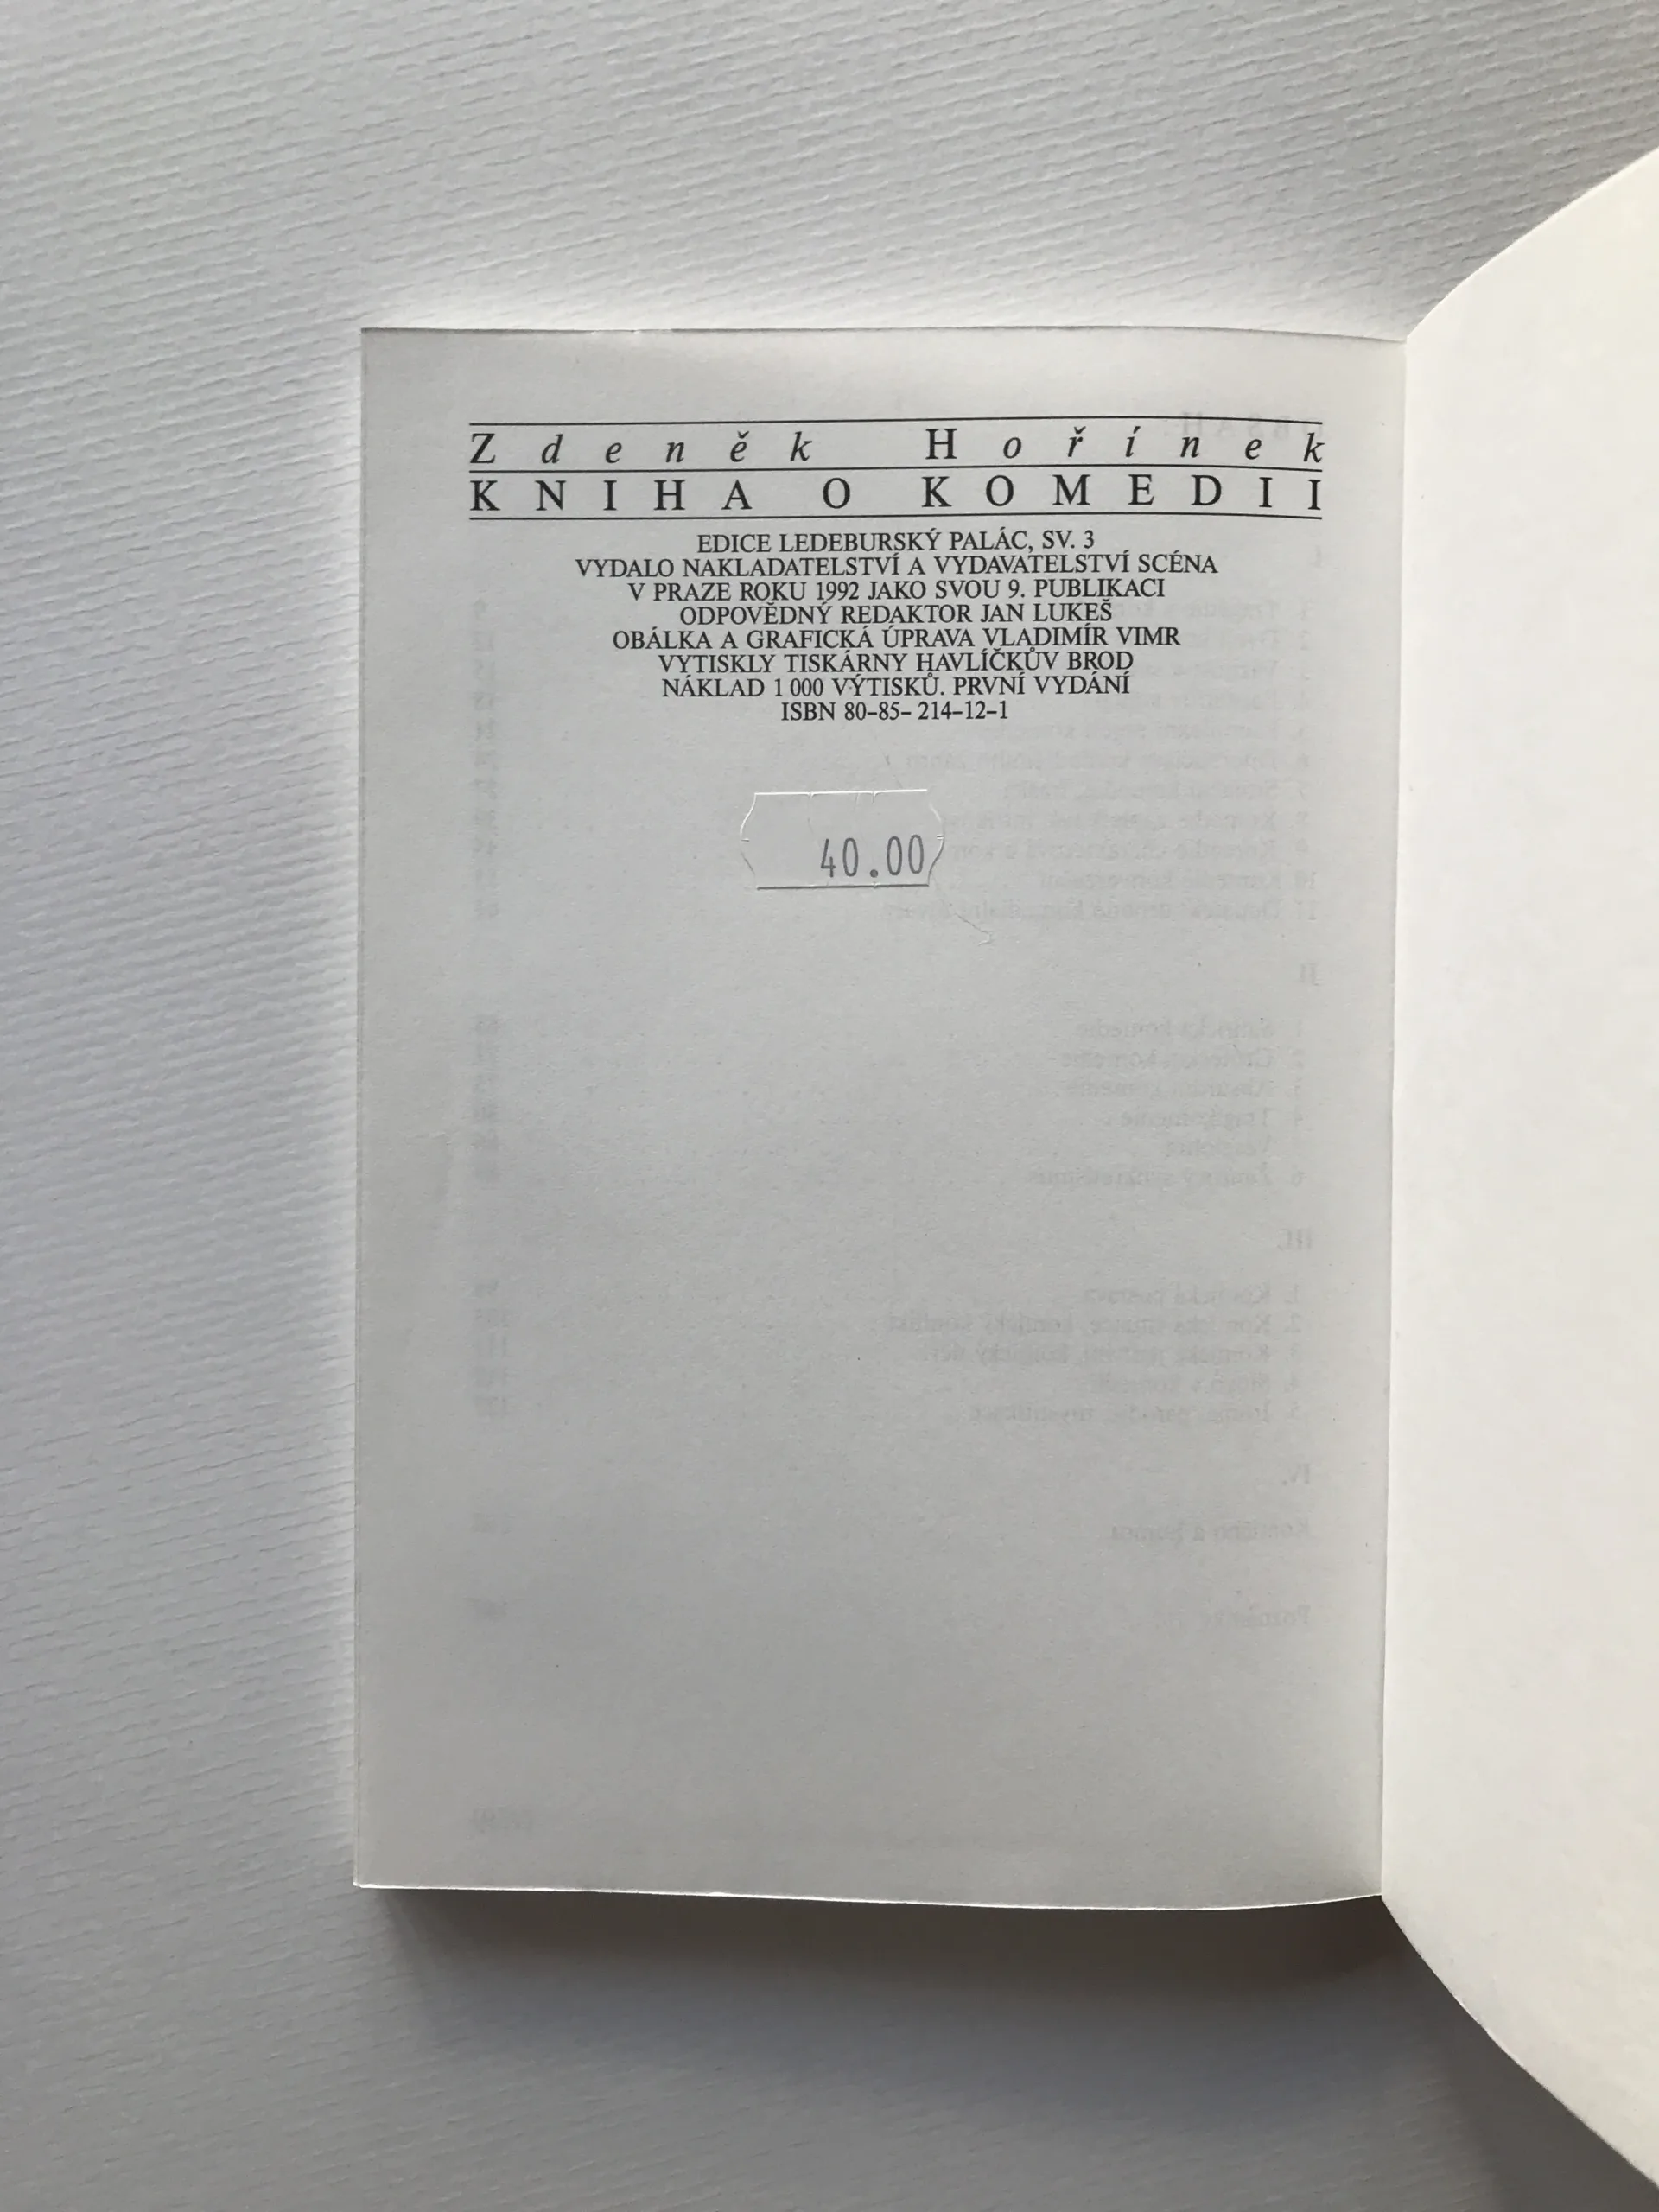 Zdeněk Hořínek
KNIHA O KOMEDII
EDICE LEDEBURSKÝ PALÁC, SV. 3
VYDALO NAKLADATELSTVÍ A VYDAVATELSTVÍ SCÉNA
V PRAZE ROKU 1992 JAKO SVOU 9. PUBLIKACI
ODPOVĚDNÝ REDAKTOR JAN LUKEŠ
OBÁLKA A GRAFICKÁ ÚPRAVA VLADIMÍR VIMR
VYTISKLY TISKÁRNY HAVLÍČKŮV BROD
NÁKLAD 1 000 VÝTISKŮ. PRVNÍ VYDÁNÍ
ISBN 80-85- 214-12-1
40.00